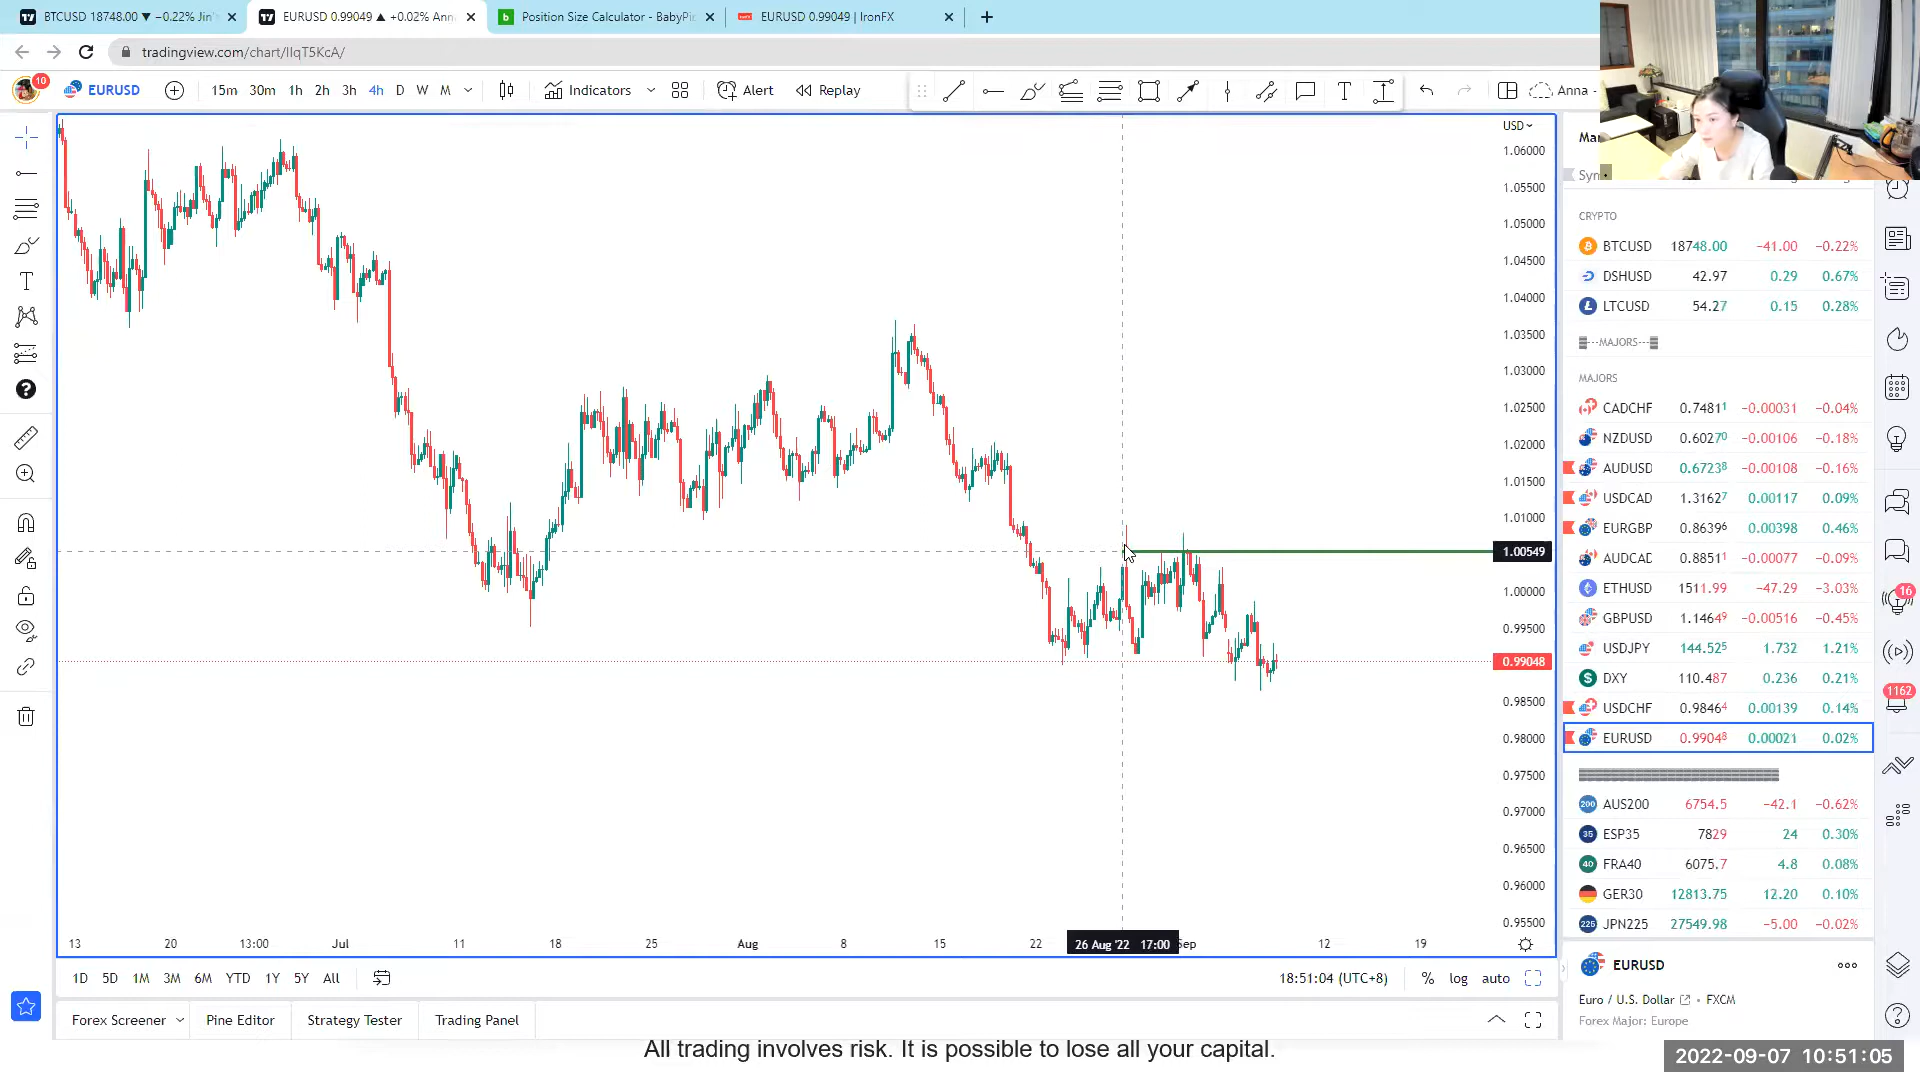 BTCUSD 18748.00 ▼ −0.22% Jin'
EURUSD 0.99049 ▲ +0.02% Ann
Position Size Calculator - BabyPi
EURUSD 0.99049 | IronFX
tradingview.com/chart/IIqT5KcA/
10
EURUSD
15m 30m 1h 2h 3h 4h D W M
Indicators
Alert
Replay
Anna -
USD
1.06000
1.05500
1.05000
1.04500
1.04000
1.03500
1.03000
1.02500
1.02000
1.01500
1.01000
1.00549
1.00000
0.99500
0.99048
0.98500
0.98000
0.97500
0.97000
0.96500
0.96000
0.95500
13 20 13:00 Jul 11 18 25 Aug 8 15 22 26 Aug '22 17:00 Sep 12 19
1D 5D 1M 3M 6M YTD 1Y 5Y All
18:51:04 (UTC+8)
% log auto
Forex Screener
Pine Editor
Strategy Tester
Trading Panel
Mar
Sym
CRYPTO
BTCUSD 18748.00 −41.00 −0.22%
DSHUSD 42.97 0.29 0.67%
LTCUSD 54.27 0.15 0.28%
---MAJORS---
MAJORS
CADCHF 0.74811 −0.00031 −0.04%
NZDUSD 0.60270 −0.00106 −0.18%
AUDUSD 0.67238 −0.00108 −0.16%
USDCAD 1.31627 0.00117 0.09%
EURGBP 0.86396 0.00398 0.46%
AUDCAD 0.88511 −0.00077 −0.09%
ETHUSD 1511.99 −47.29 −3.03%
GBPUSD 1.14649 −0.00516 −0.45%
USDJPY 144.525 1.732 1.21%
DXY 110.487 0.236 0.21%
USDCHF 0.98464 0.00139 0.14%
EURUSD 0.99048 0.00021 0.02%
AUS200 6754.5 −42.1 −0.62%
ESP35 7829 24 0.30%
FRA40 6075.7 4.8 0.08%
GER30 12813.75 12.20 0.10%
JPN225 27549.98 −5.00 −0.02%
16
1162
EURUSD
Euro / U.S. Dollar • FXCM
Forex Major: Europe
All trading involves risk. It is possible to lose all your capital.
2022-09-07 10:51:05